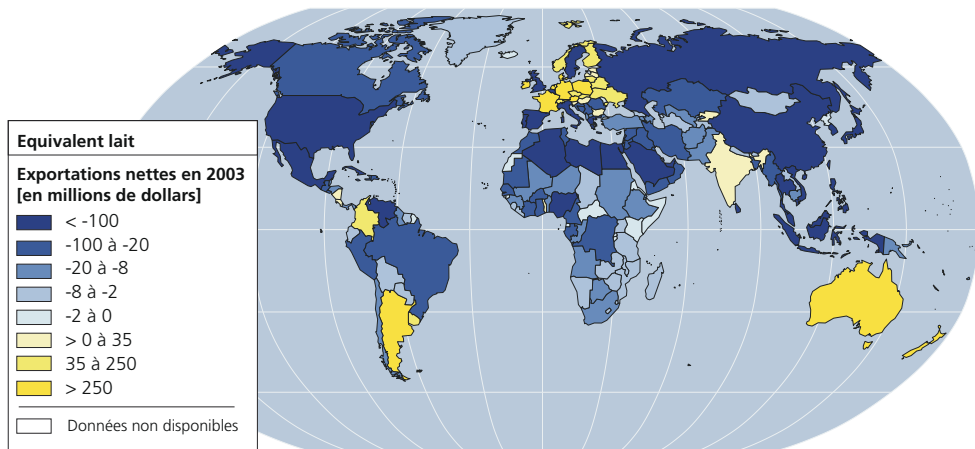 Equivalent lait
Exportations nettes en 2003
[en millions de dollars]
< -100
-100 à -20
-20 à -8
-8 à -2
-2 à 0
> 0 à 35
35 à 250
> 250
Données non disponibles